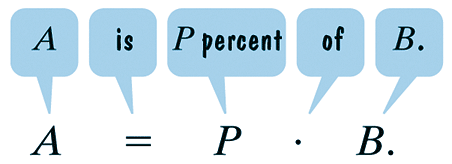 A is P percent of B.
A = P · B.